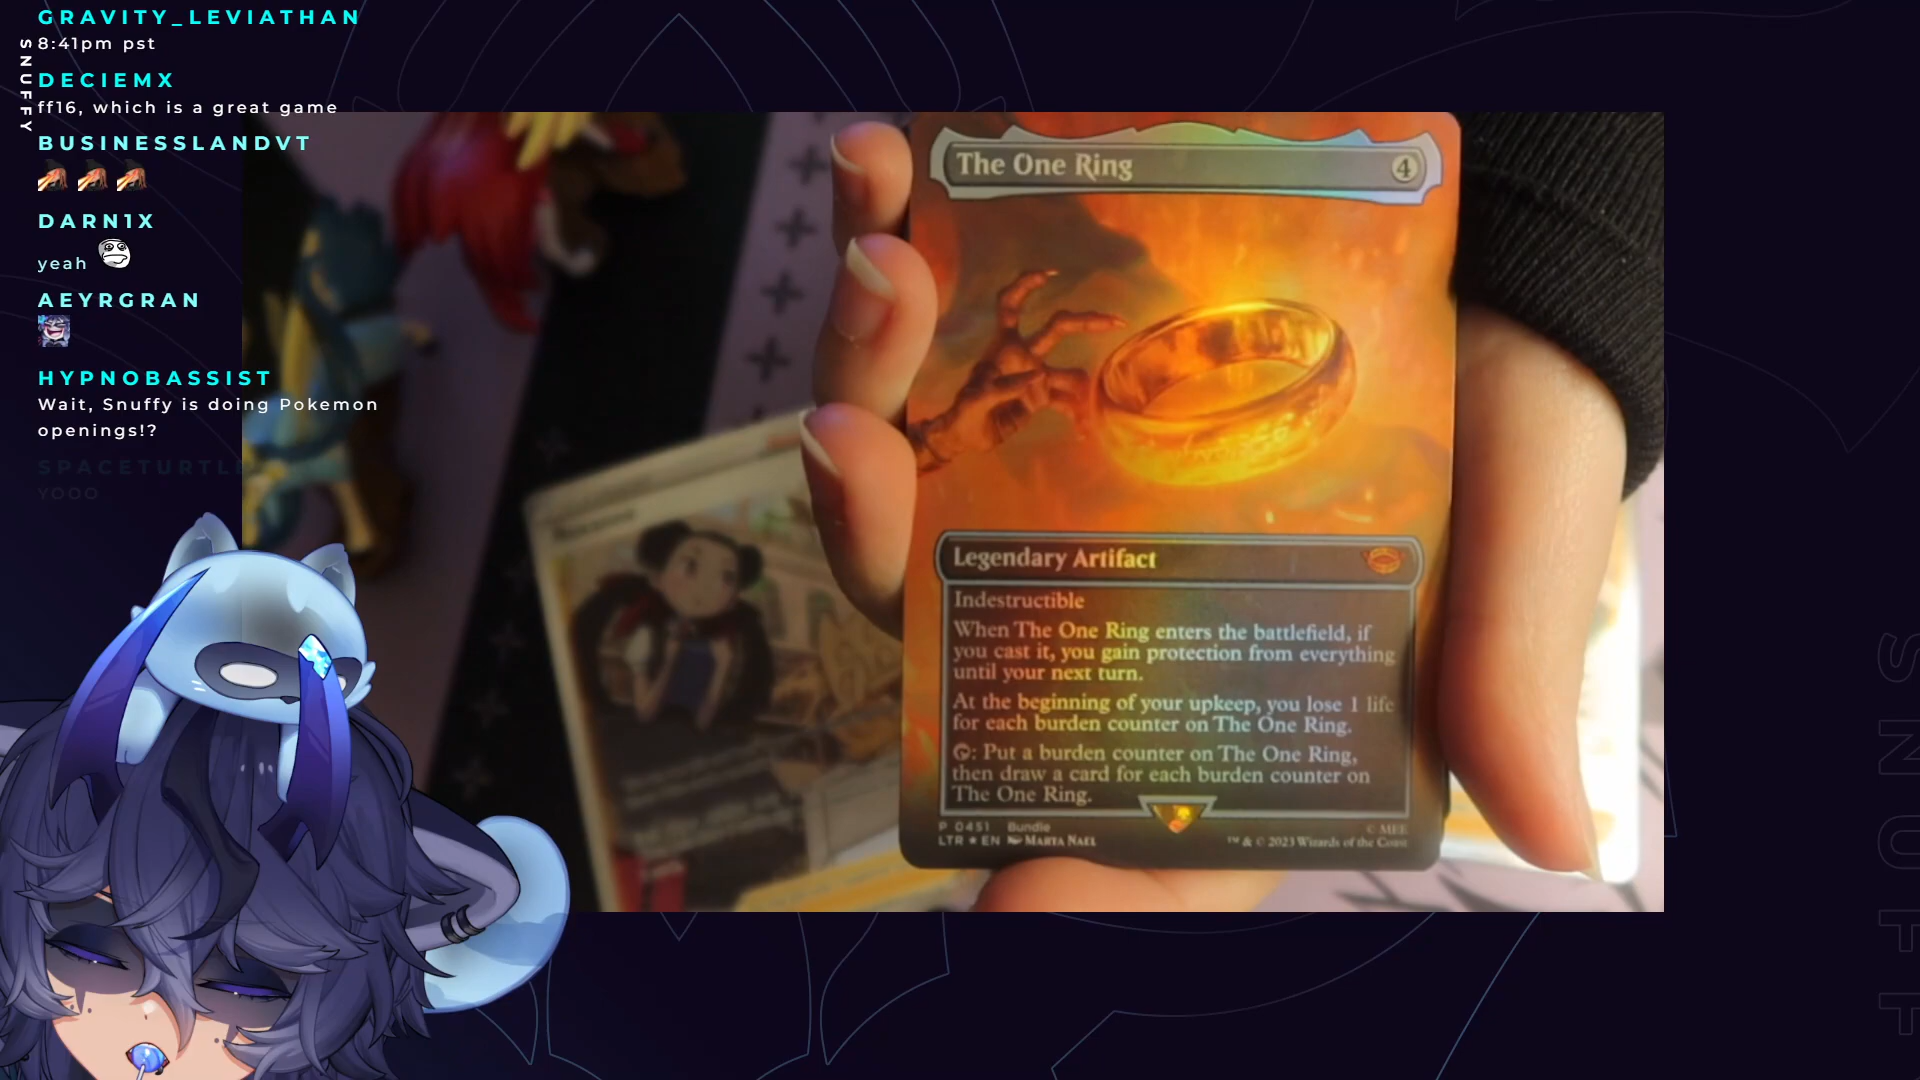 GRAVITY_LEVIATHAN
8:41pm pst
SNUFFY
DECIEMX
ff16, which is a great game
BUSINESSLANDVT
DARN1X
yeah
AEYRGRAN
HYPNOBASSIST
Wait, Snuffy is doing Pokemon
openings!?
SPACETURTLE
YOOO
The One Ring 4
Legendary Artifact
Indestructible
When The One Ring enters the battlefield, if
you cast it, you gain protection from everything
until your next turn.
At the beginning of your upkeep, you lose 1 life
for each burden counter on The One Ring.
: Put a burden counter on The One Ring,
then draw a card for each burden counter on
The One Ring.
P 0451 Bundle
LTR ★ EN MARTA NAEL
© MEE
™ & © 2023 Wizards of the Coast
SNUFF